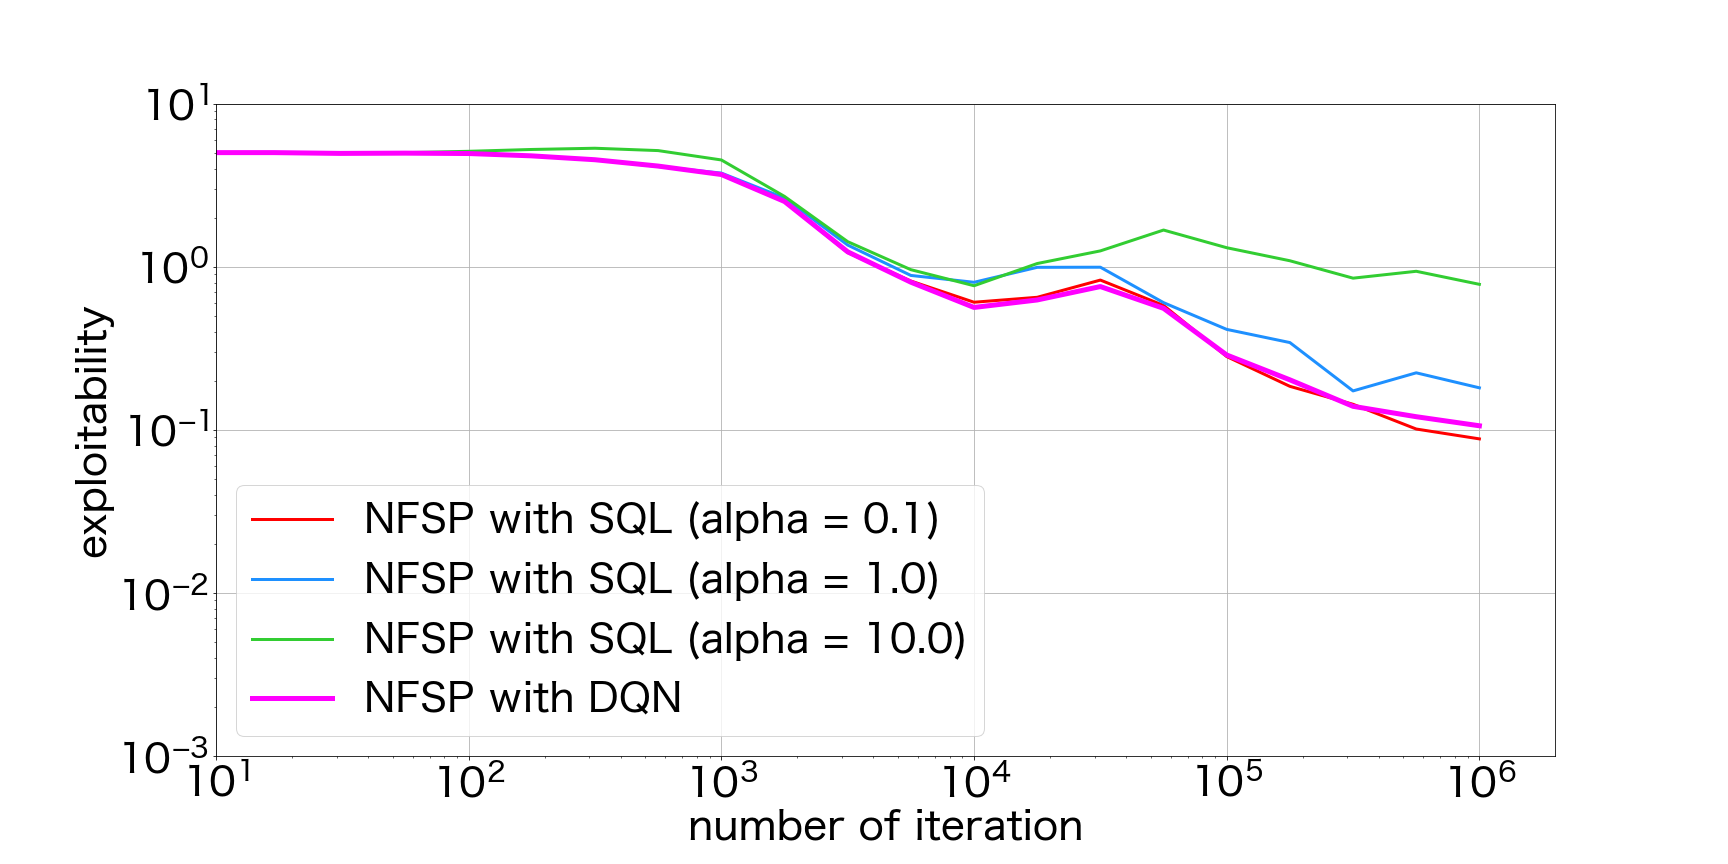 10¹
10⁰
10⁻¹
10⁻²
10⁻³
exploitability
NFSP with SQL (alpha = 0.1)
NFSP with SQL (alpha = 1.0)
NFSP with SQL (alpha = 10.0)
NFSP with DQN
10¹ 10² 10³ 10⁴ 10⁵ 10⁶
number of iteration